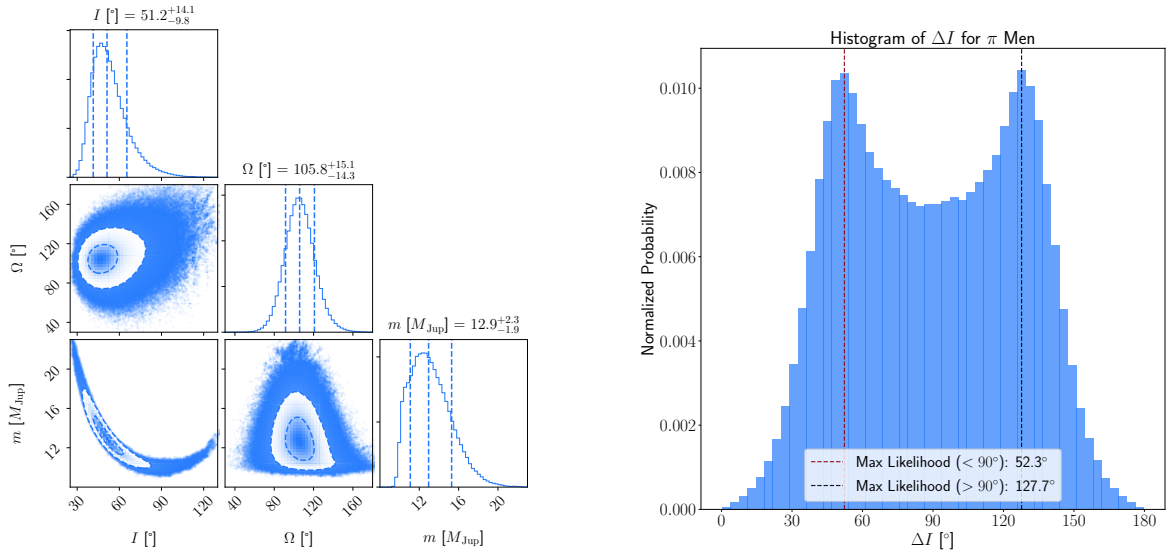 I [°] = 51.2 +14.1 −9.8
Ω [°] = 105.8 +15.1 −14.3
m [M_Jup] = 12.9 +2.3 −1.9
Ω [°]
160
120
80
40
m [M_Jup]
20
16
12
30
60
90
120
I [°]
40
80
120
160
Ω [°]
12
16
20
m [M_Jup]
Histogram of ΔI for π Men
Normalized Probability
0.010
0.008
0.006
0.004
0.002
0.000
Max Likelihood (< 90°): 52.3°
Max Likelihood (> 90°): 127.7°
0
30
60
90
120
150
180
ΔI [°]